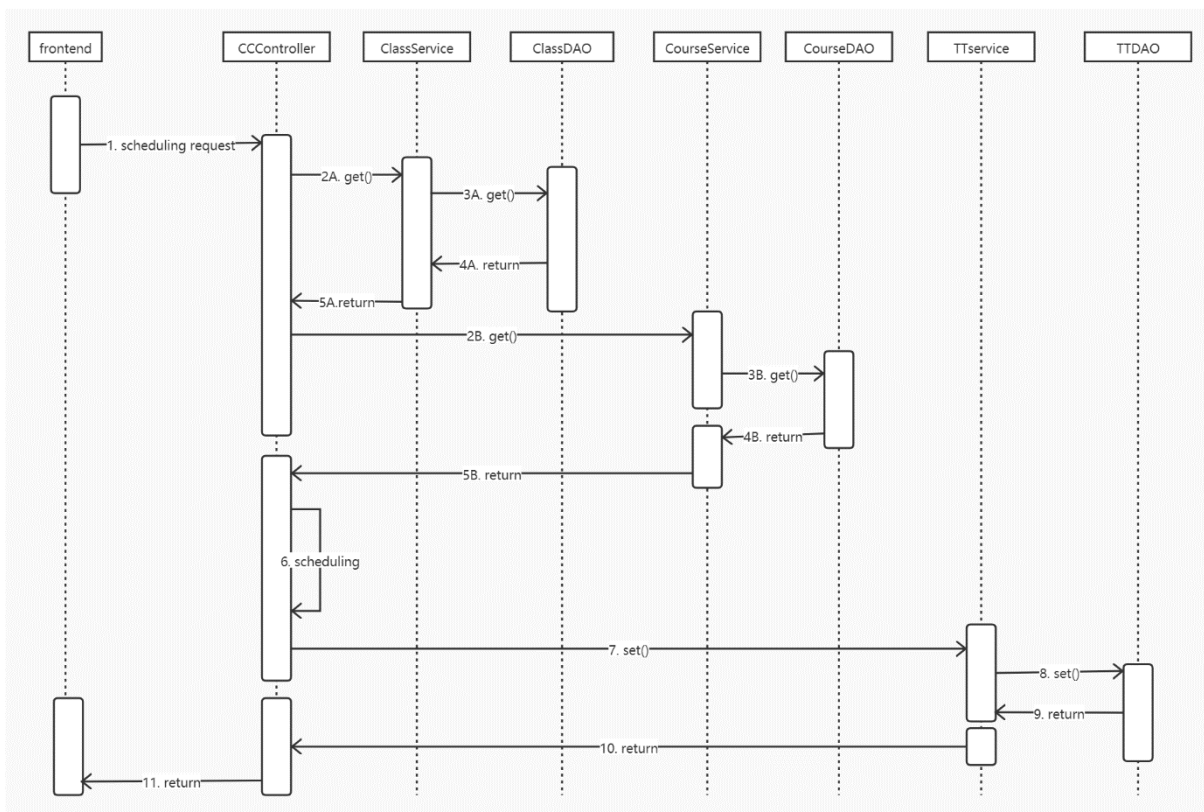 frontend
CCController
ClassService
ClassDAO
CourseService
CourseDAO
TTservice
TTDAO
1. scheduling request
2A. get()
3A. get()
4A. return
5A.return
2B. get()
3B. get()
4B. return
5B. return
6. scheduling
7. set()
8. set()
9. return
10. return
11. return